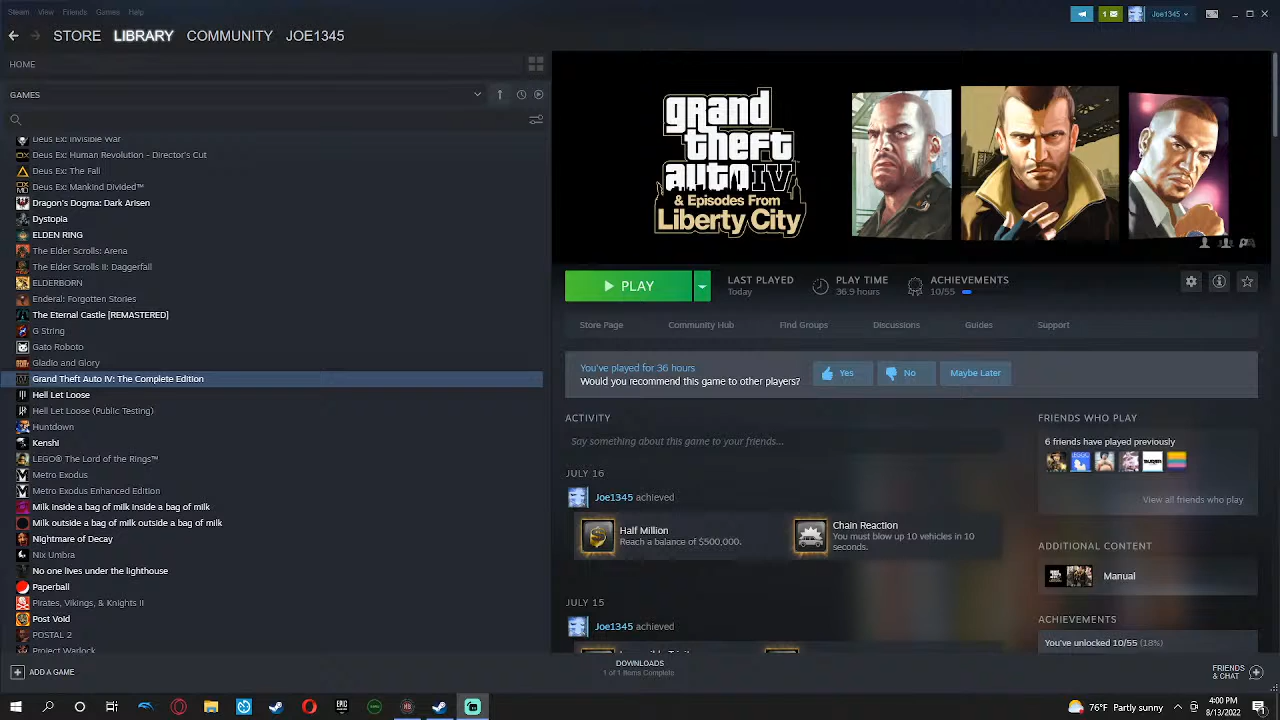 Steam View Friends Games Help
1
Joe1345
STORE LIBRARY COMMUNITY JOE1345
HOME
GAMES
Deus Ex: Human Revolution - Director's Cut
Deus Ex: The Fall
Deus Ex: Mankind Divided™
Dragon's Dogma: Dark Arisen
Dystopia
ELDEN RING
The Elder Scrolls: Arena
The Elder Scrolls II: Daggerfall
ENDERAL: Forgotten Stories
The Eternal Cylinder
G String
Gato Roboto
Gladio and Glory
Grand Theft Auto IV: The Complete Edition
Hell Let Loose
Hell Let Loose (Public Testing)
Huntdown
Kenshi
LEGO® The Lord of the Rings™
Metro Exodus
Metro Exodus Enhanced Edition
Milk inside a bag of milk inside a bag of milk
Milk outside a bag of milk outside a bag of milk
Nightmare of Decay
Nix Umbra
No one lives under the lighthouse
Paperball
Pirates, Vikings, & Knights II
Post Void
POSTAL 2
Project Warlock
ADD A GAME
grand
theft
auto IV
& Episodes From
Liberty City
PLAY
LAST PLAYED
Today
PLAY TIME
36.9 hours
ACHIEVEMENTS
10/55
Store Page Community Hub Find Groups Discussions Guides Support
You've played for 36 hours
Would you recommend this game to other players?
Yes No Maybe Later
ACTIVITY
Say something about this game to your friends...
JULY 16
Joe1345 achieved
Half Million
Reach a balance of $500,000.
Chain Reaction
You must blow up 10 vehicles in 10
seconds.
JULY 15
Joe1345 achieved
FRIENDS WHO PLAY
6 friends have played previously
View all friends who play
ADDITIONAL CONTENT
Manual
ACHIEVEMENTS
You've unlocked 10/55 (18%)
DOWNLOADS
1 of 1 Items Complete
FRIENDS
& CHAT
76°F Partly sunny
4:00 PM
8/13/2022